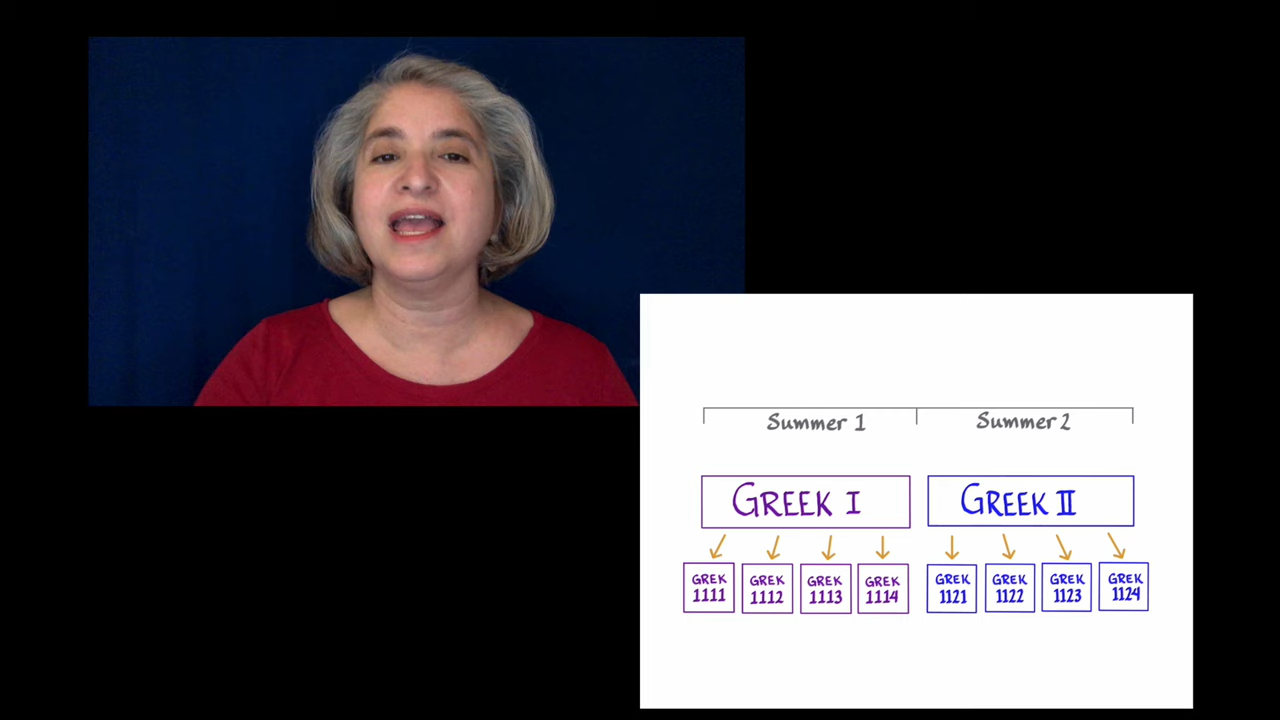 Summer 1 Summer 2
GREEK I GREEK II
GREK GREK GREK GREK GREK GREK GREK GREK
1111 1112 1113 1114 1121 1122 1123 1124